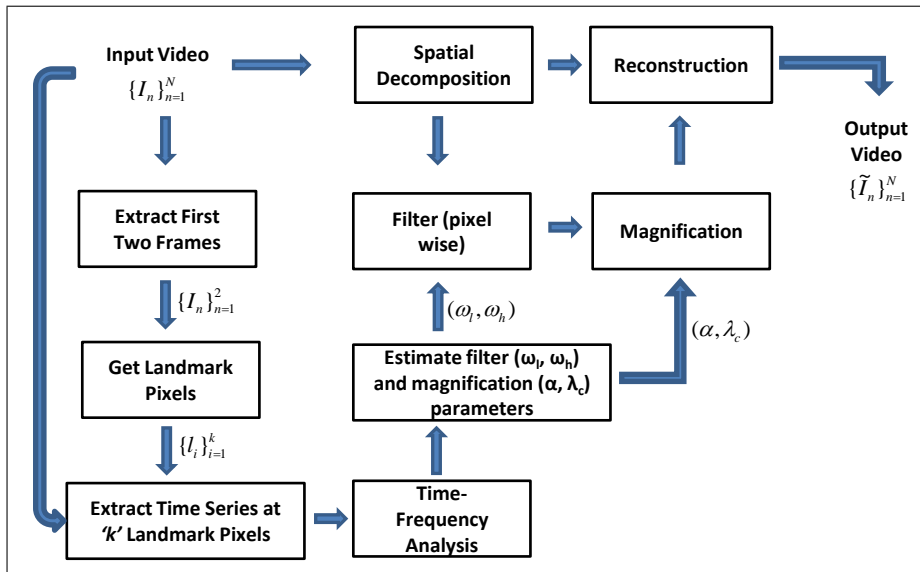 Input Video
{I_n}_{n=1}^N
Spatial
Decomposition
Reconstruction
Output
Video
{Ĩ_n}_{n=1}^N
Extract First
Two Frames
Filter (pixel
wise)
Magnification
{I_n}_{n=1}^2
(ω_l, ω_h)
(α, λ_c)
Get Landmark
Pixels
Estimate filter (ω_l, ω_h)
and magnification (α, λ_c)
parameters
{l_i}_{i=1}^k
Extract Time Series at
'k' Landmark Pixels
Time-
Frequency
Analysis